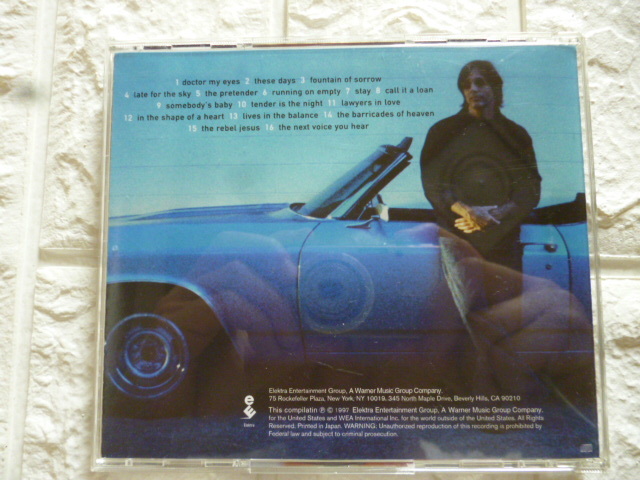 1 doctor my eyes 2 these days 3 fountain of sorrow
4 late for the sky 5 the pretender 6 running on empty 7 stay 8 call it a loan
9 somebody's baby 10 tender is the night 11 lawyers in love
12 in the shape of a heart 13 lives in the balance 14 the barricades of heaven
15 the rebel jesus 16 the next voice you hear
Elektra Entertainment Group, A Warner Music Group Company.
75 Rockefeller Plaza, New York, NY 10019. 345 North Maple Drive, Beverly Hills, CA 90210
This compilatin ℗ © 1997 Elektra Entertainment Group, A Warner Music Group Company.
for the United States and WEA International Inc. for the world outside of the United States. All Rights
Reserved. Printed in Japan. WARNING: Unauthorized reproduction of this recording is prohibited by
Federal law and subject to criminal prosecution.
Elektra